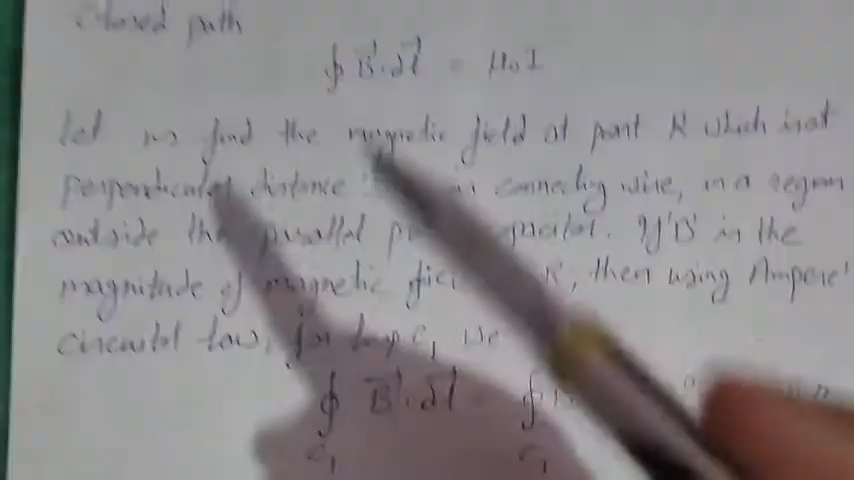 Closed path
∮ B⃗.dl⃗ = μ₀I
Let us find the magnetic field at point R which is at
perpendicular distance in connecting wire, in a region
outside the parallel capacitor. If 'B' is the
magnitude of magnetic R, then using Ampere'
circuital law, for loop C₁ we
∮ B⃗.dl⃗ = ∮
C₁ C₁